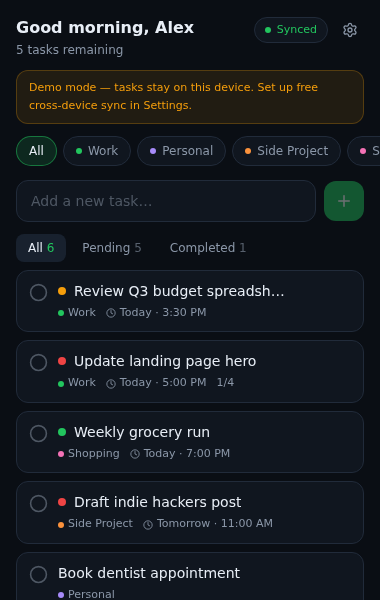 Good morning, Alex
Synced
5 tasks remaining
Demo mode — tasks stay on this device. Set up free
cross-device sync in Settings.
All
Work
Personal
Side Project
S
Add a new task...
All 6
Pending 5
Completed 1
Review Q3 budget spreadsh...
Work
Today · 3:30 PM
Update landing page hero
Work
Today · 5:00 PM
1/4
Weekly grocery run
Shopping
Today · 7:00 PM
Draft indie hackers post
Side Project
Tomorrow · 11:00 AM
Book dentist appointment
Personal